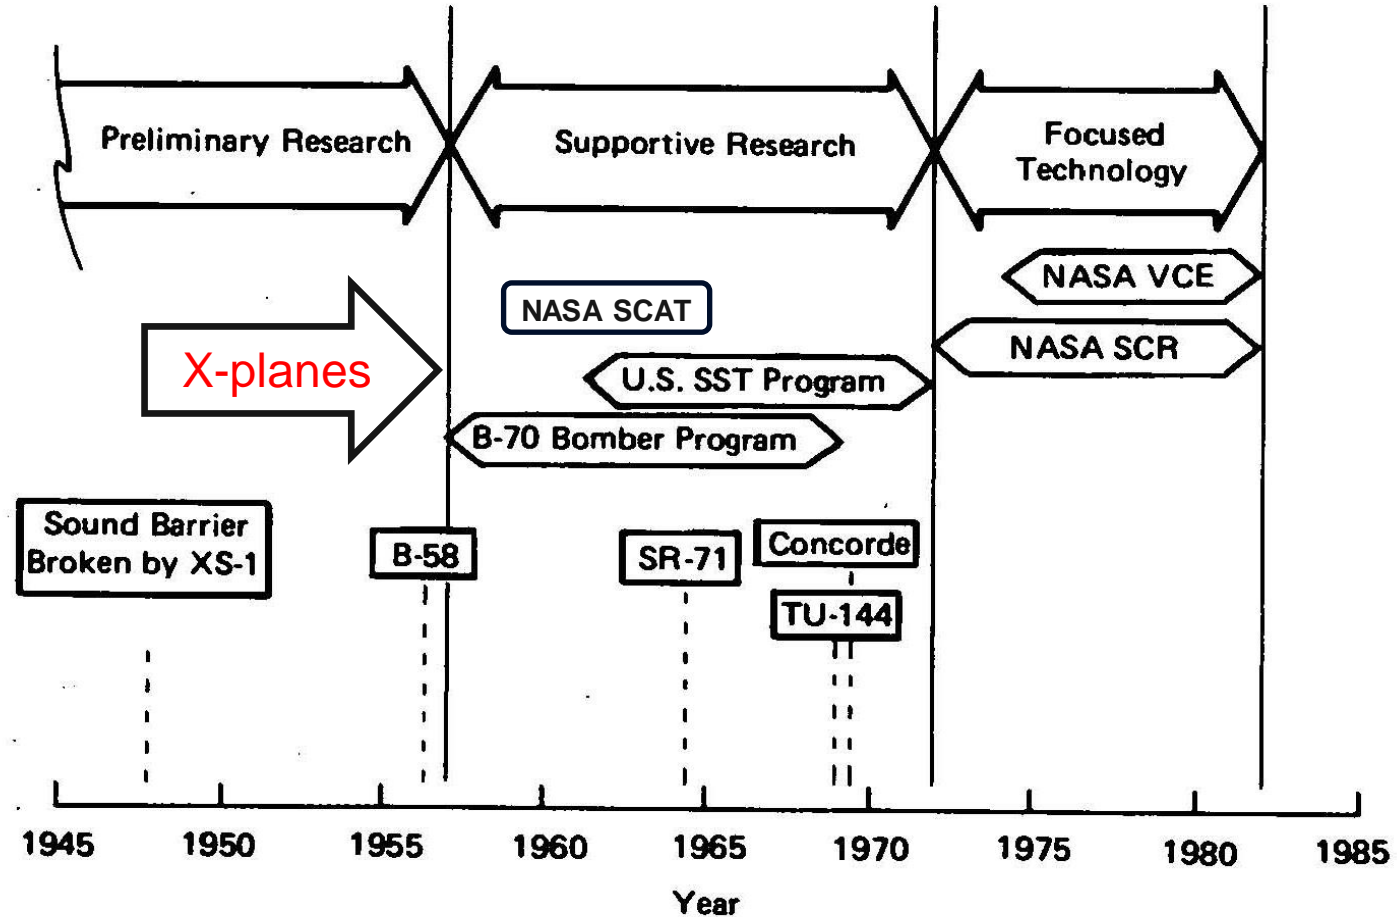 Preliminary Research
Supportive Research
Focused
Technology
NASA VCE
NASA SCAT
NASA SCR
X-planes
U.S. SST Program
B-70 Bomber Program
Sound Barrier
Broken by XS-1
B-58
SR-71
Concorde
TU-144
1945 1950 1955 1960 1965 1970 1975 1980 1985
Year